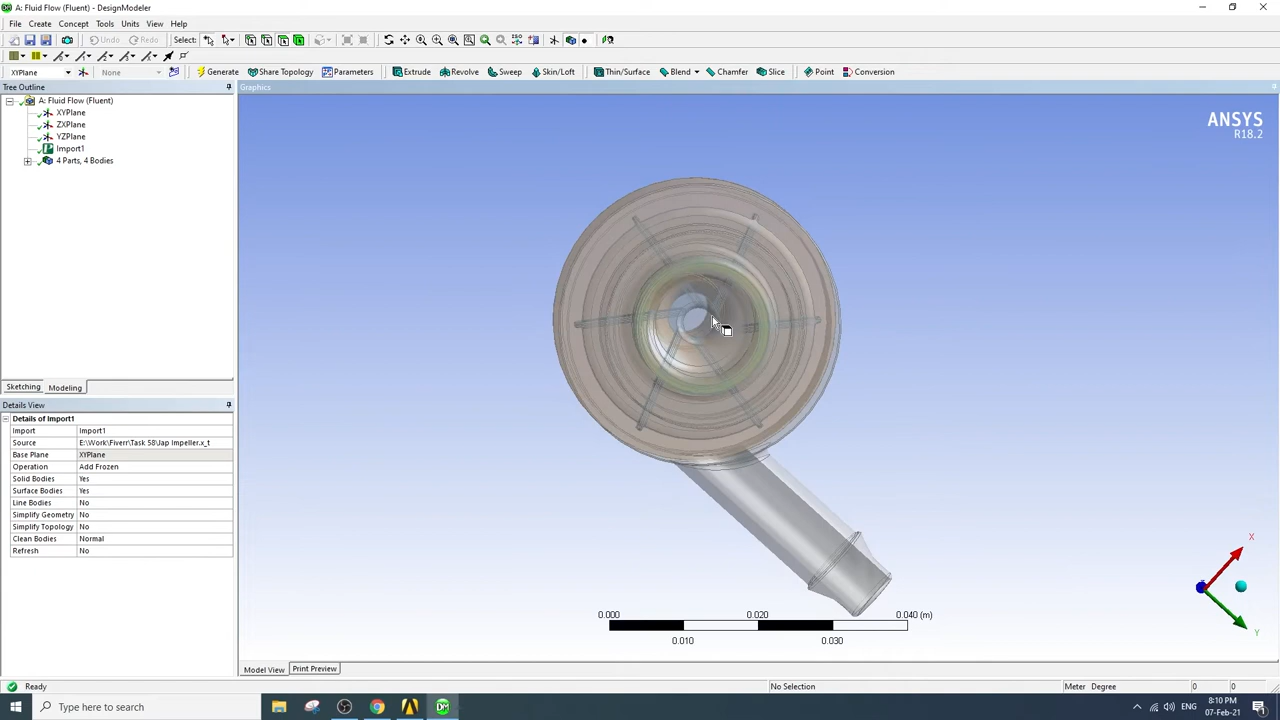 A: Fluid Flow (Fluent) - DesignModeler
File Create Concept Tools Units View Help
Undo Redo Select:
XYPlane None Generate Share Topology Parameters Extrude Revolve Sweep Skin/Loft Thin/Surface Blend Chamfer Slice Point Conversion
Tree Outline
Graphics
A: Fluid Flow (Fluent)
XYPlane
ZXPlane
YZPlane
Import1
4 Parts, 4 Bodies
ANSYS
R18.2
Sketching Modeling
Details View
Details of Import1
Import Import1
Source E:\Work\Fiverr\Task 58\Jap Impeller.x_t
Base Plane XYPlane
Operation Add Frozen
Solid Bodies Yes
Surface Bodies Yes
Line Bodies No
Simplify Geometry No
Simplify Topology No
Clean Bodies Normal
Refresh No
X
Y
0.000 0.020 0.040 (m)
0.010 0.030
Model View Print Preview
Ready No Selection Meter Degree 0 0
Type here to search
ENG
8:10 PM
07-Feb-21